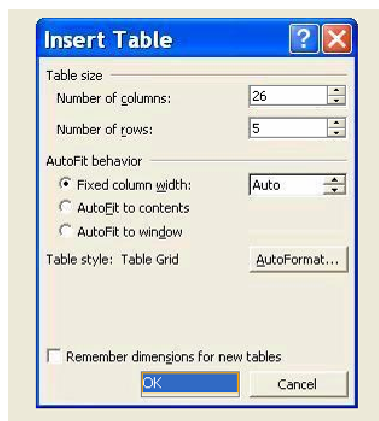 Insert Table
Table size
Number of columns: 26
Number of rows: 5
AutoFit behavior
Fixed column width: Auto
AutoFit to contents
AutoFit to window
Table style: Table Grid AutoFormat...
Remember dimensions for new tables
OK Cancel